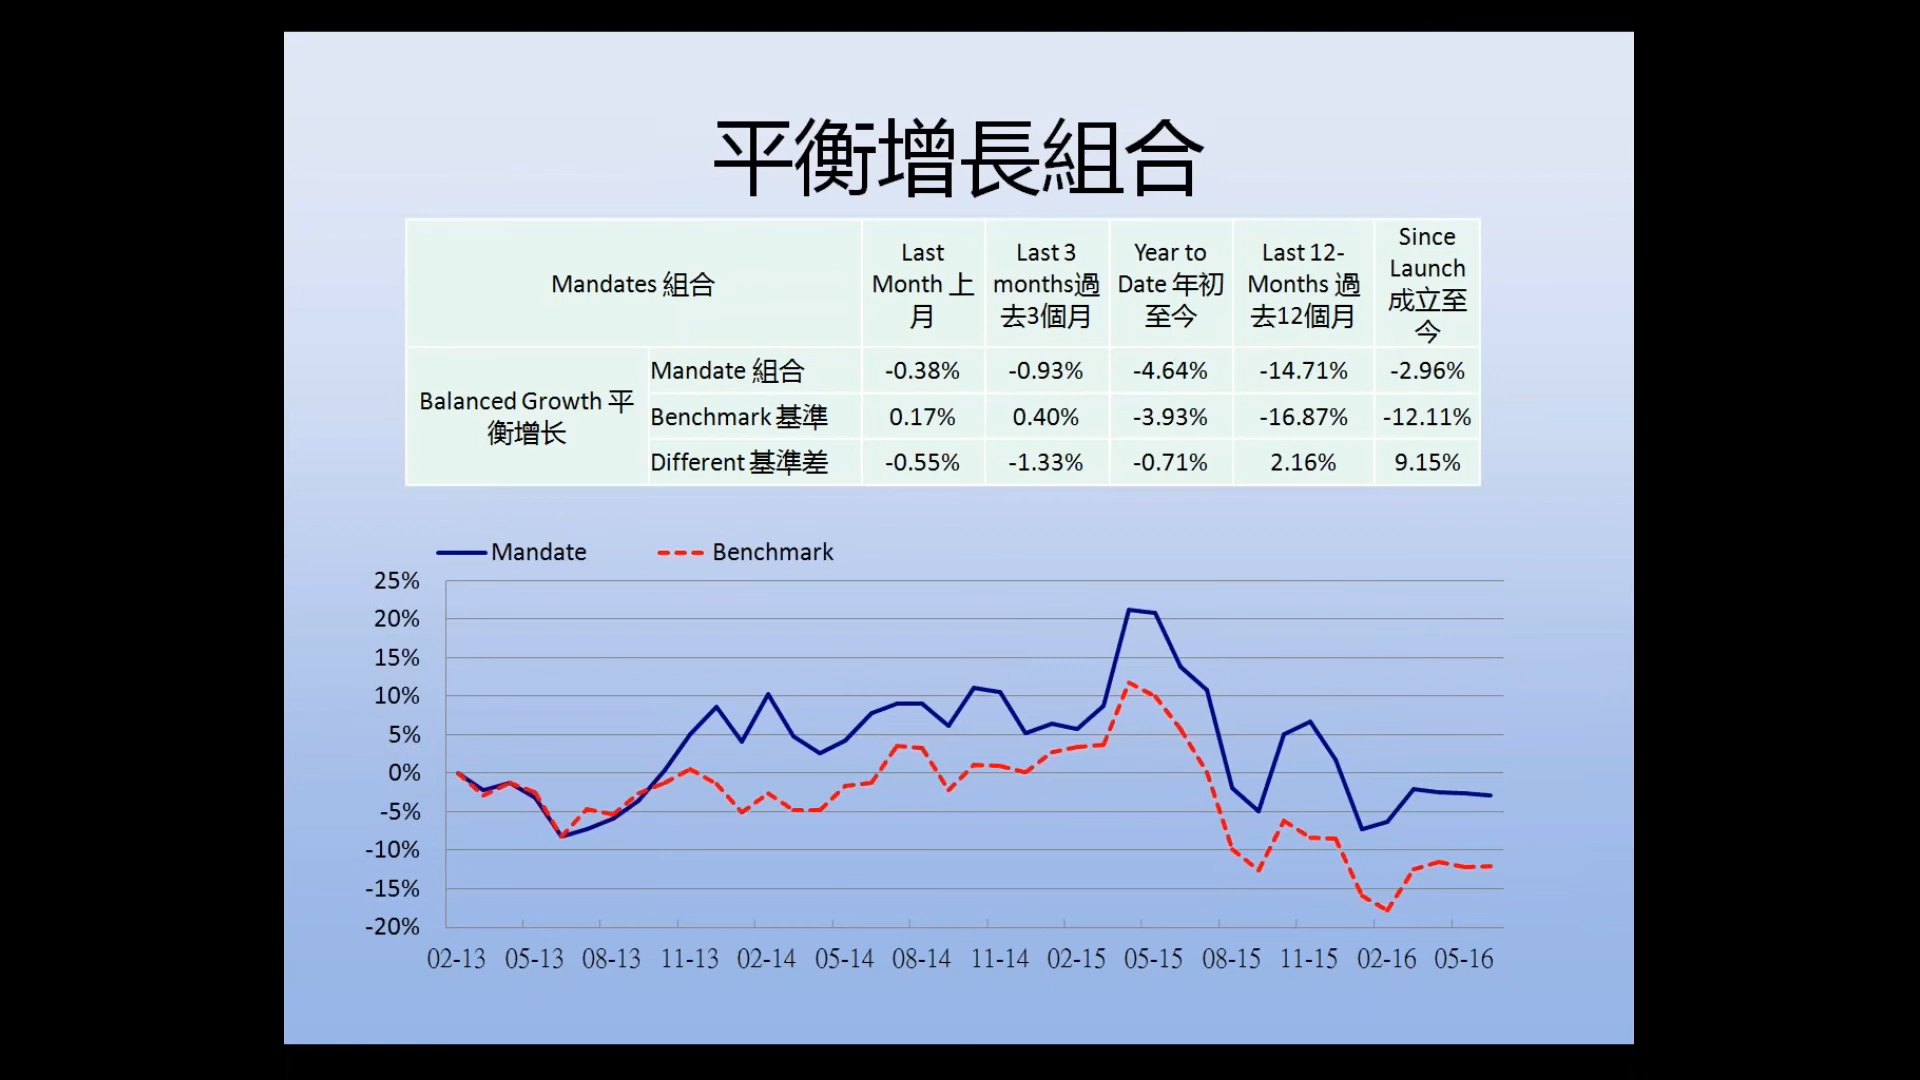 平衡增長組合
Mandates 組合
Last
Month 上
月
Last 3
months過
去3個月
Year to
Date 年初
至今
Last 12-
Months 過
去12個月
Since
Launch
成立至
今
Balanced Growth 平
衡增长
Mandate 組合
-0.38%
-0.93%
-4.64%
-14.71%
-2.96%
Benchmark 基準
0.17%
0.40%
-3.93%
-16.87%
-12.11%
Different 基準差
-0.55%
-1.33%
-0.71%
2.16%
9.15%
Mandate
Benchmark
25%
20%
15%
10%
5%
0%
-5%
-10%
-15%
-20%
02-13 05-13 08-13 11-13 02-14 05-14 08-14 11-14 02-15 05-15 08-15 11-15 02-16 05-16